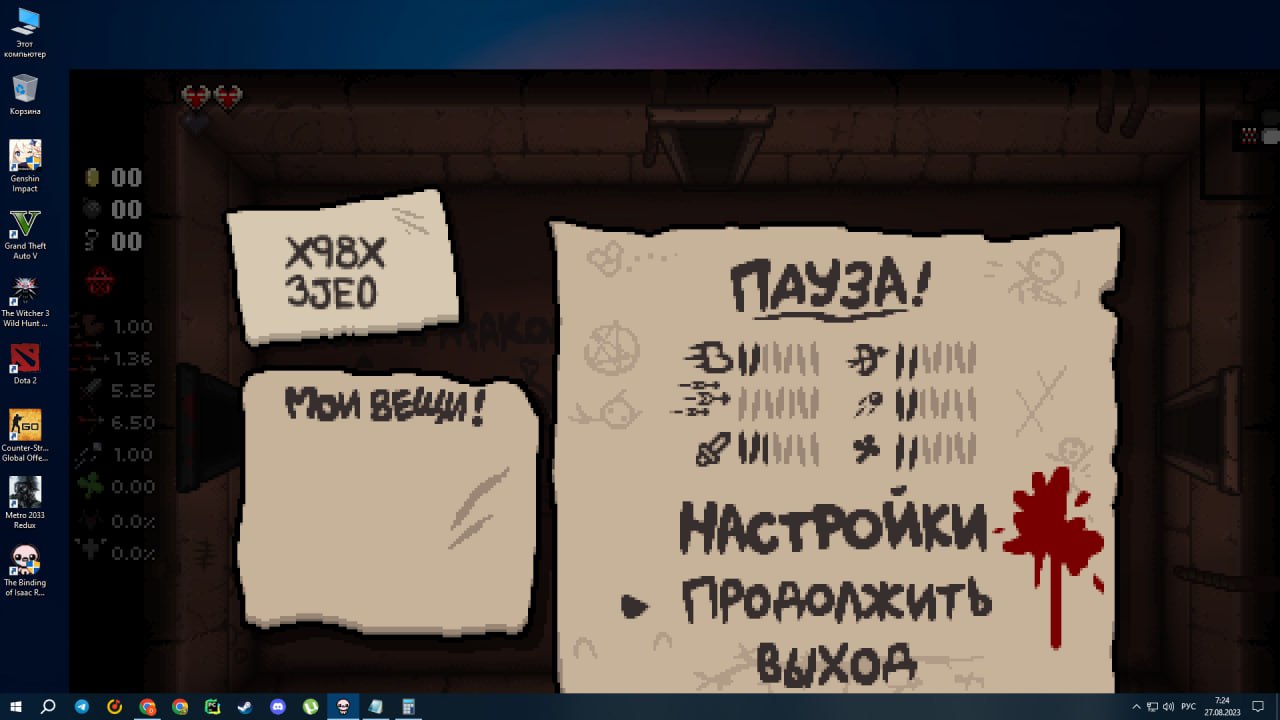 Этот
компьютер
Корзина
Genshin
Impact
Grand Theft
Auto V
The Witcher 3
Wild Hunt ...
Dota 2
Counter-Str...
Global Offe...
Metro 2033
Redux
The Binding
of Isaac R...
00
00
00
1.00
1.36
5.25
6.50
1.00
0.00
0.0%
0.0%
X98X
3JE0
Мои вещи!
ПАУЗА!
НАСТРОЙКИ
ПРОДОЛЖИТЬ
ВЫХОД
РУС
7:24
27.08.2023